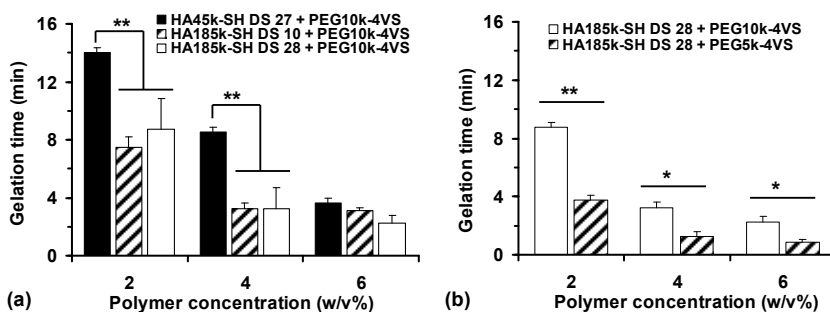 HA45k-SH DS 27 + PEG10k-4VS
HA185k-SH DS 10 + PEG10k-4VS
HA185k-SH DS 28 + PEG10k-4VS
16
12
8
4
0
Gelation time (min)
**
**
2
4
6
(a)
Polymer concentration (w/v%)
HA185k-SH DS 28 + PEG10k-4VS
HA185k-SH DS 28 + PEG5k-4VS
16
12
8
4
0
Gelation time (min)
**
*
*
2
4
6
(b)
Polymer concentration (w/v%)